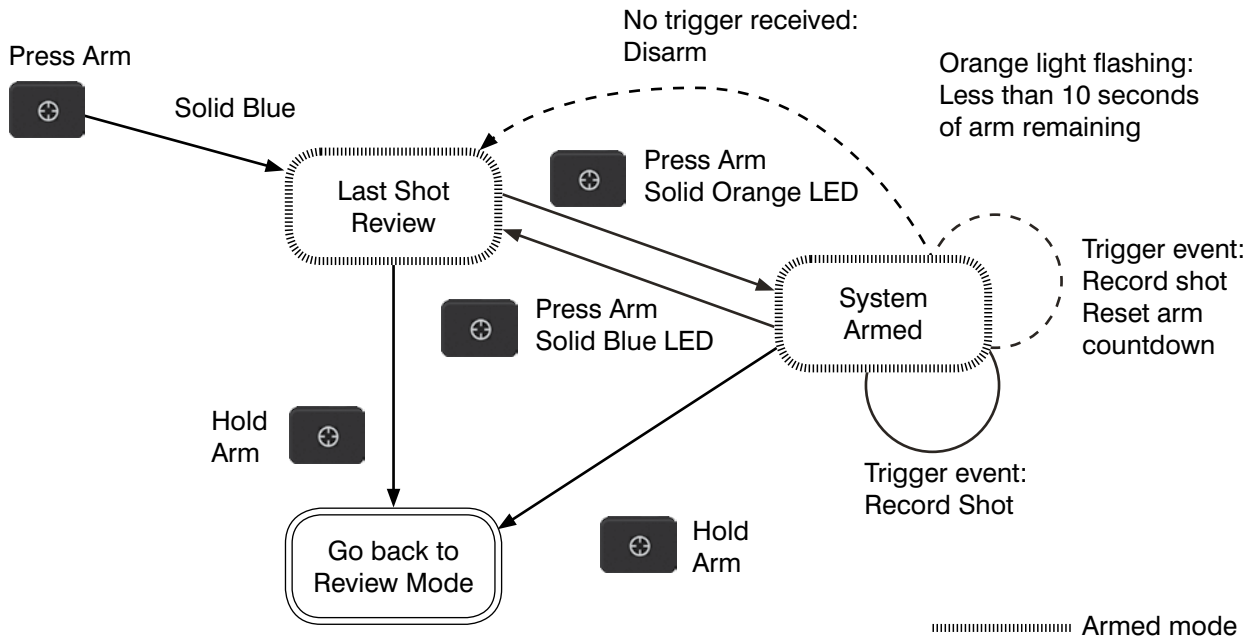 No trigger received:
Disarm
Press Arm
Orange light flashing:
Less than 10 seconds
of arm remaining
Solid Blue
Press Arm
Solid Orange LED
Last Shot
Review
Trigger event:
Record shot
Reset arm
countdown
System
Armed
Press Arm
Solid Blue LED
Hold
Arm
Trigger event:
Record Shot
Hold
Arm
Go back to
Review Mode
Armed mode